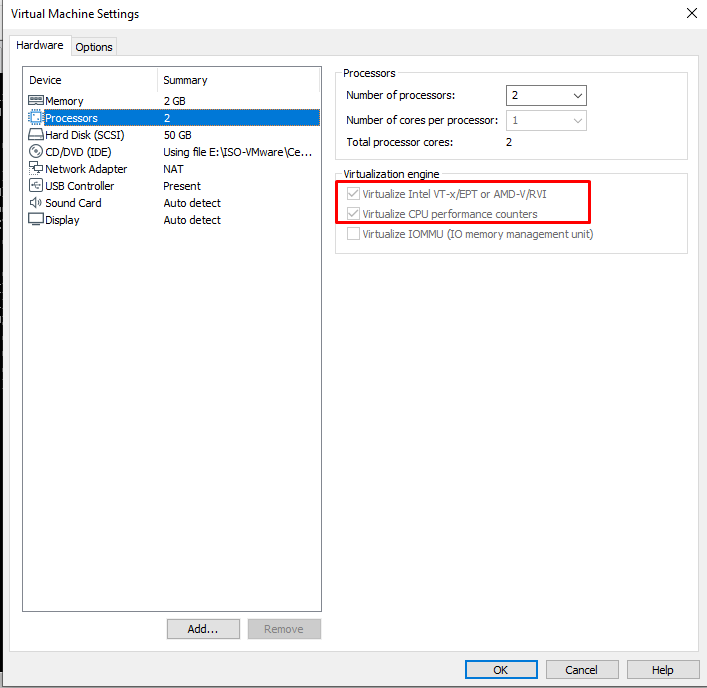 Virtual Machine Settings
Hardware
Options
Device Summary
Memory 2 GB
Processors 2
Hard Disk (SCSI) 50 GB
CD/DVD (IDE) Using file E:\ISO-VMware\Ce...
Network Adapter NAT
USB Controller Present
Sound Card Auto detect
Display Auto detect
Add...
Remove
Processors
Number of processors: 2
Number of cores per processor: 1
Total processor cores: 2
Virtualization engine
Virtualize Intel VT-x/EPT or AMD-V/RVI
Virtualize CPU performance counters
Virtualize IOMMU (IO memory management unit)
OK
Cancel
Help